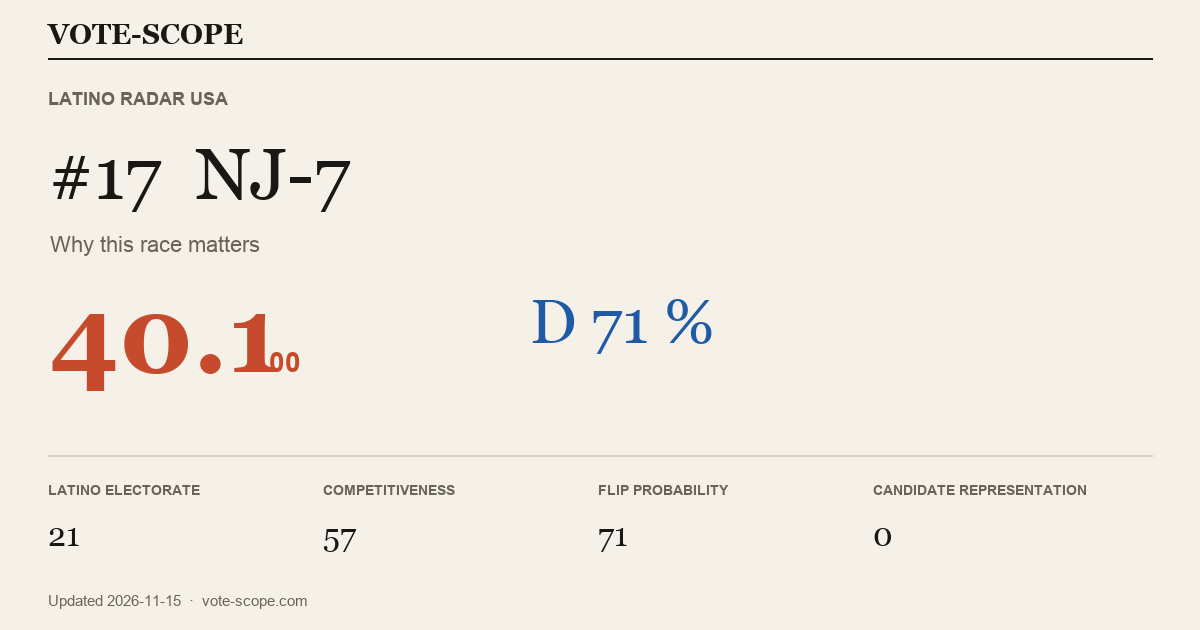 VOTE-SCOPE
LATINO RADAR USA
#17 NJ-7
Why this race matters
40.1
00
D 71 %
LATINO ELECTORATE
COMPETITIVENESS
FLIP PROBABILITY
CANDIDATE REPRESENTATION
21
57
71
0
Updated 2026-11-15 · vote-scope.com